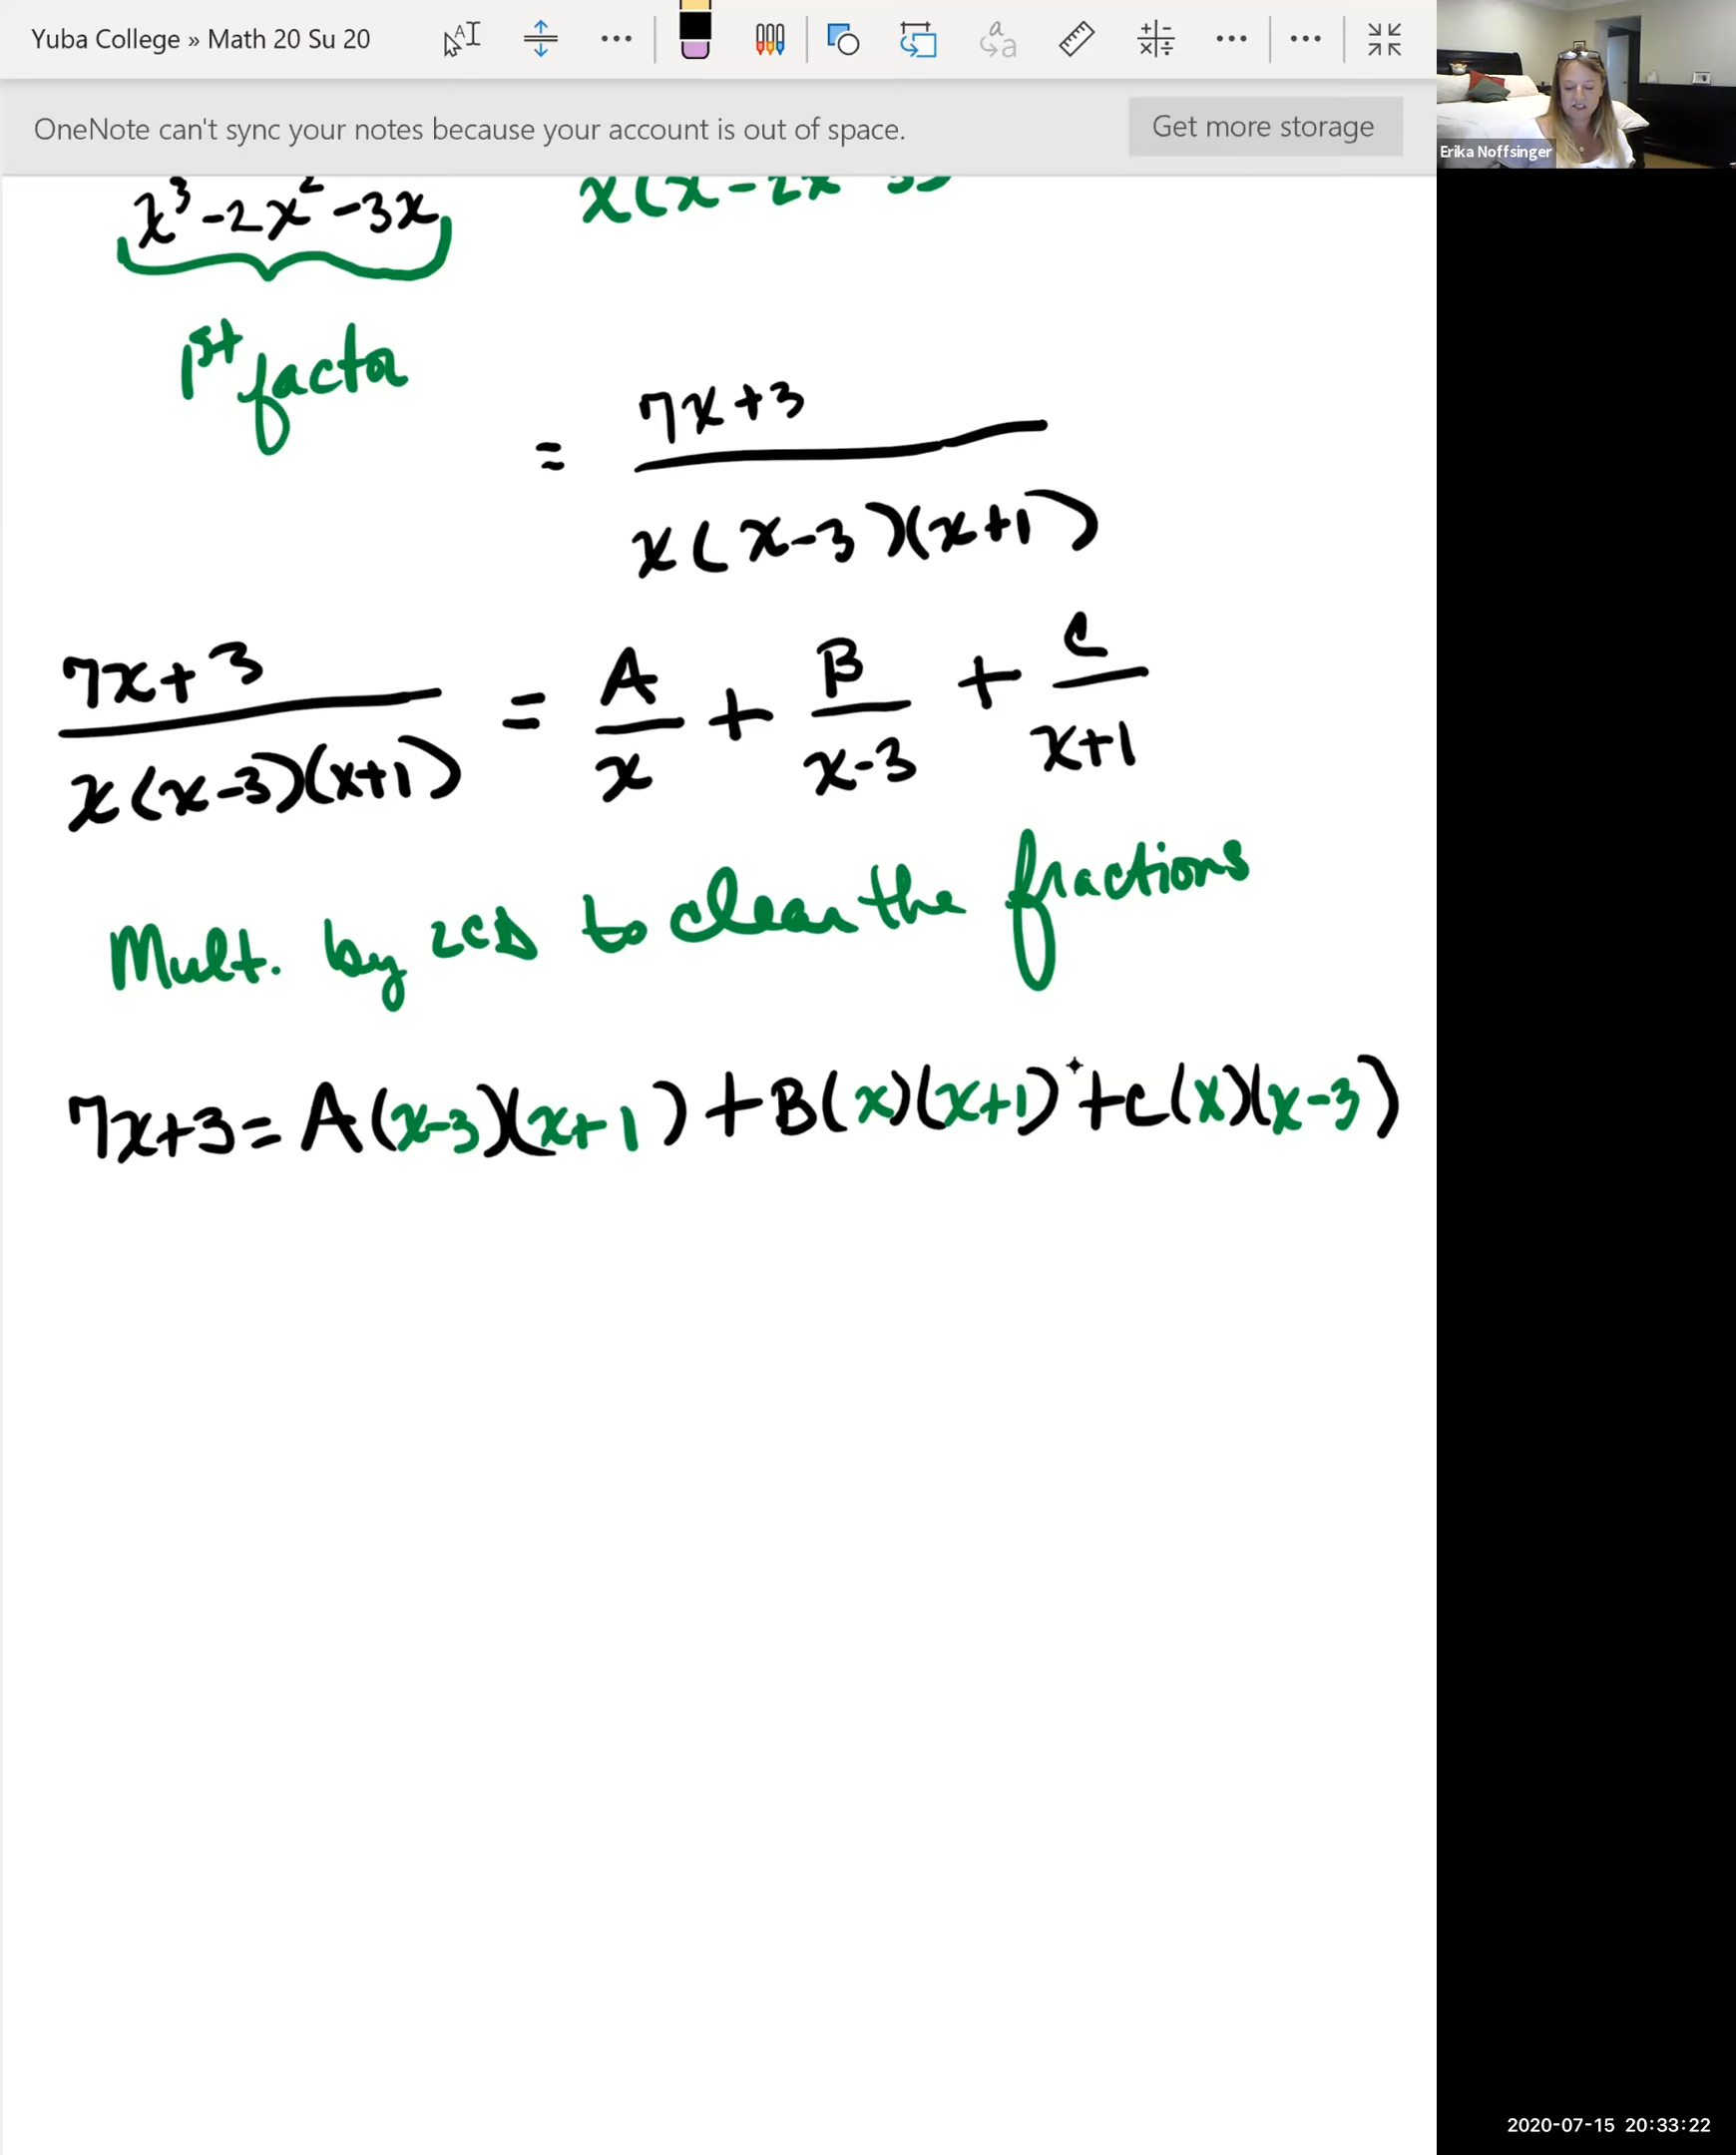 Yuba College » Math 20 Su 20
OneNote can't sync your notes because your account is out of space.
Get more storage
Erika Noffsinger
x³-2x²-3x
1st factor
= 7x+3
x(x-3)(x+1)
7x+3 = A + B + C
x(x-3)(x+1) x x-3 x+1
Mult. by LCD to clear the fractions
7x+3=A(x-3)(x+1)+B(x)(x+1)+C(x)(x-3)
2020-07-15 20:33:22